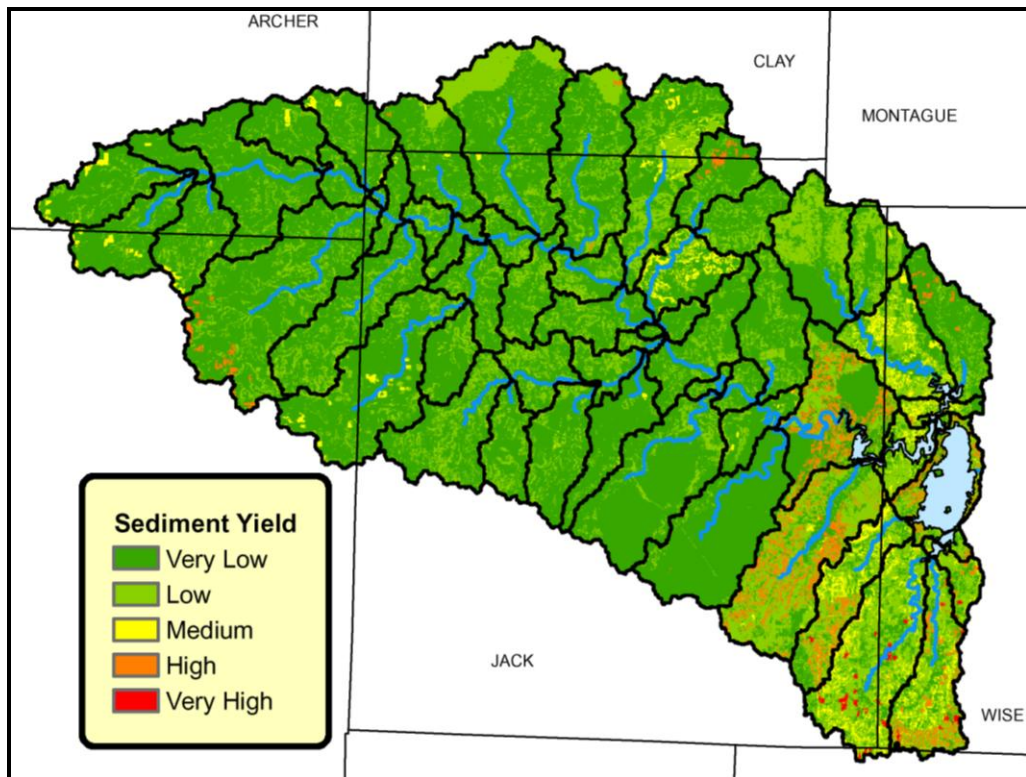 ARCHER
CLAY
MONTAGUE
Sediment Yield
Very Low
Low
Medium
High
Very High
JACK
WISE